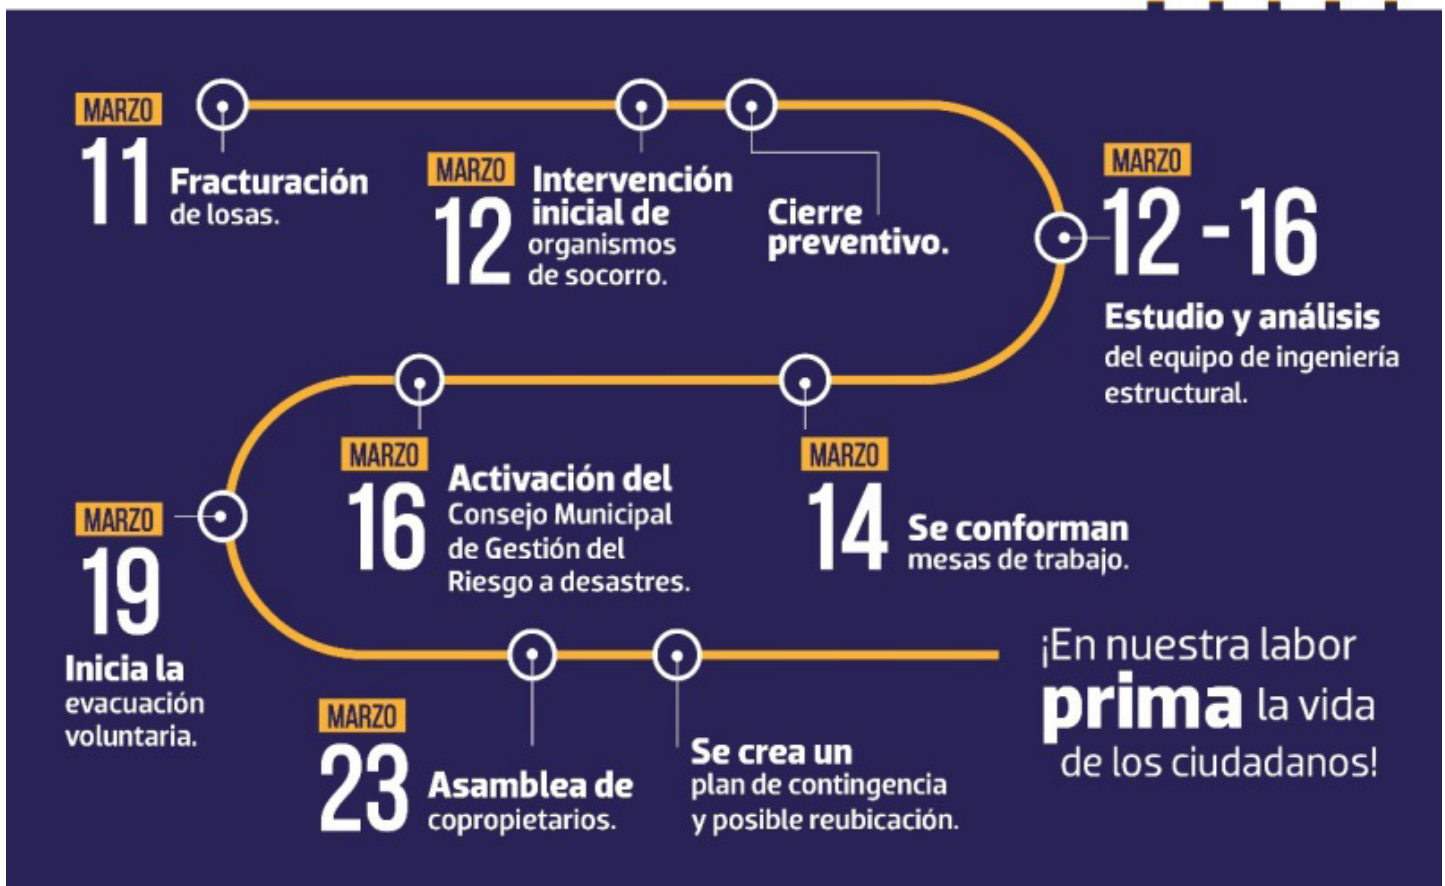 MARZO
11
Fracturación
de losas.
MARZO
12
Intervención
inicial de
organismos
de socorro.
Cierre
preventivo.
MARZO
12 - 16
Estudio y análisis
del equipo de ingeniería
estructural.
MARZO
14
Se conforman
mesas de trabajo.
MARZO
16
Activación del
Consejo Municipal
de Gestión del
Riesgo a desastres.
MARZO
19
Inicia la
evacuación
voluntaria.
MARZO
23
Asamblea de
copropietarios.
Se crea un
plan de contingencia
y posible reubicación.
¡En nuestra labor
prima la vida
de los ciudadanos!